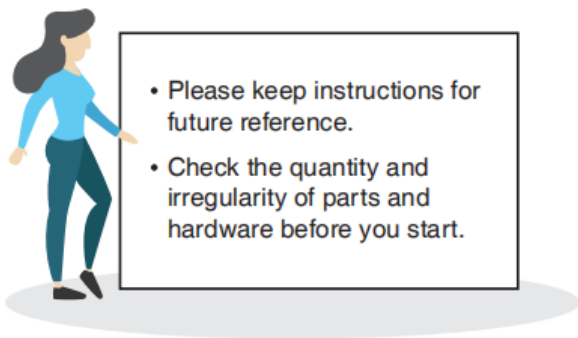 • Please keep instructions for
future reference.
• Check the quantity and
irregularity of parts and
hardware before you start.